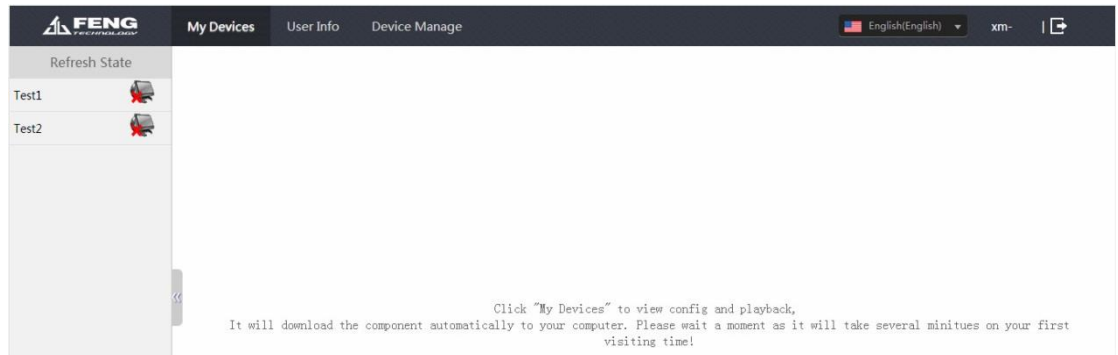 FENG
TECHNOLOGY
My Devices User Info Device Manage English(English) xm- |
Refresh State
Test1
Test2
«
Click "My Devices" to view config and playback,
It will download the component automatically to your computer. Please wait a moment as it will take several minitues on your first
visiting time!